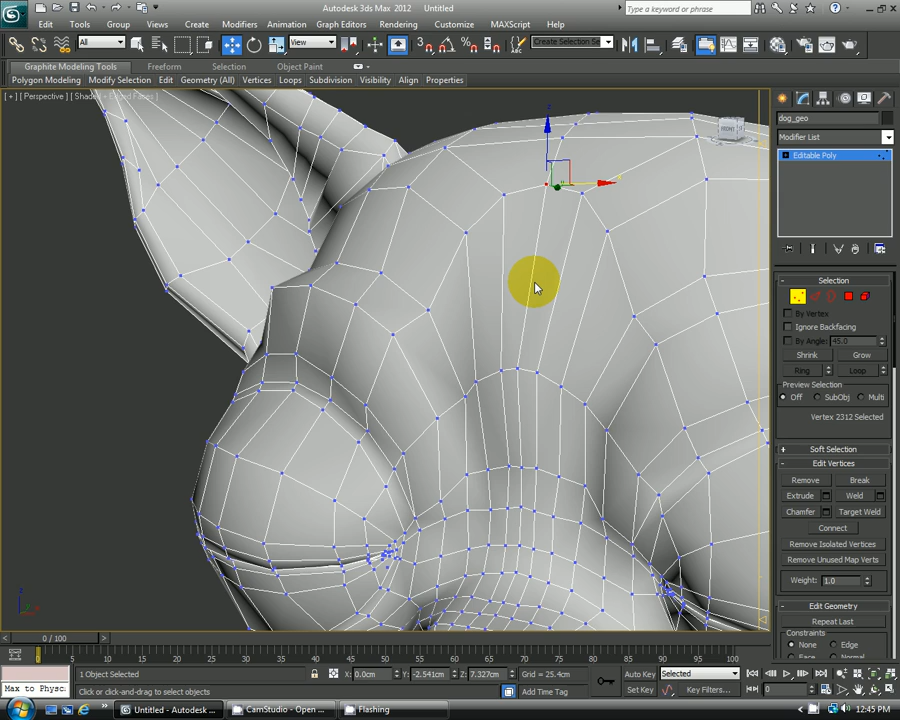 Autodesk 3ds Max 2012 Untitled
Type a keyword or phrase
Edit Tools Group Views Create Modifiers Animation Graph Editors Rendering Customize MAXScript Help
All View Create Selection Se
Graphite Modeling Tools Freeform Selection Object Paint
Polygon Modeling Modify Selection Edit Geometry (All) Vertices Loops Subdivision Visibility Align Properties
[ + ] [ Perspective ] [ Shaded + Edged Faces ]
FRONT
dog_geo
Modifier List
Editable Poly
Selection
By Vertex
Ignore Backfacing
By Angle: 45.0
Shrink Grow
Ring Loop
Preview Selection
Off SubObj Multi
Vertex 2312 Selected
Soft Selection
Edit Vertices
Remove Break
Extrude Weld
Chamfer Target Weld
Connect
Remove Isolated Vertices
Remove Unused Map Verts
Weight: 1.0
Edit Geometry
Repeat Last
Constraints
None Edge
Face Normal
0 / 100
0 5 10 15 20 25 30 35 40 45 50 55 60 65 70 75 80 85 90 95 100
1 Object Selected X: 0.0cm Y: -2.541cm Z: 7.327cm Grid = 25.4cm Auto Key Selected
Max to Physc Click or click-and-drag to select objects Add Time Tag Set Key Key Filters... 0
Untitled - Autodesk ... CamStudio - Open ... Flashing 12:45 PM